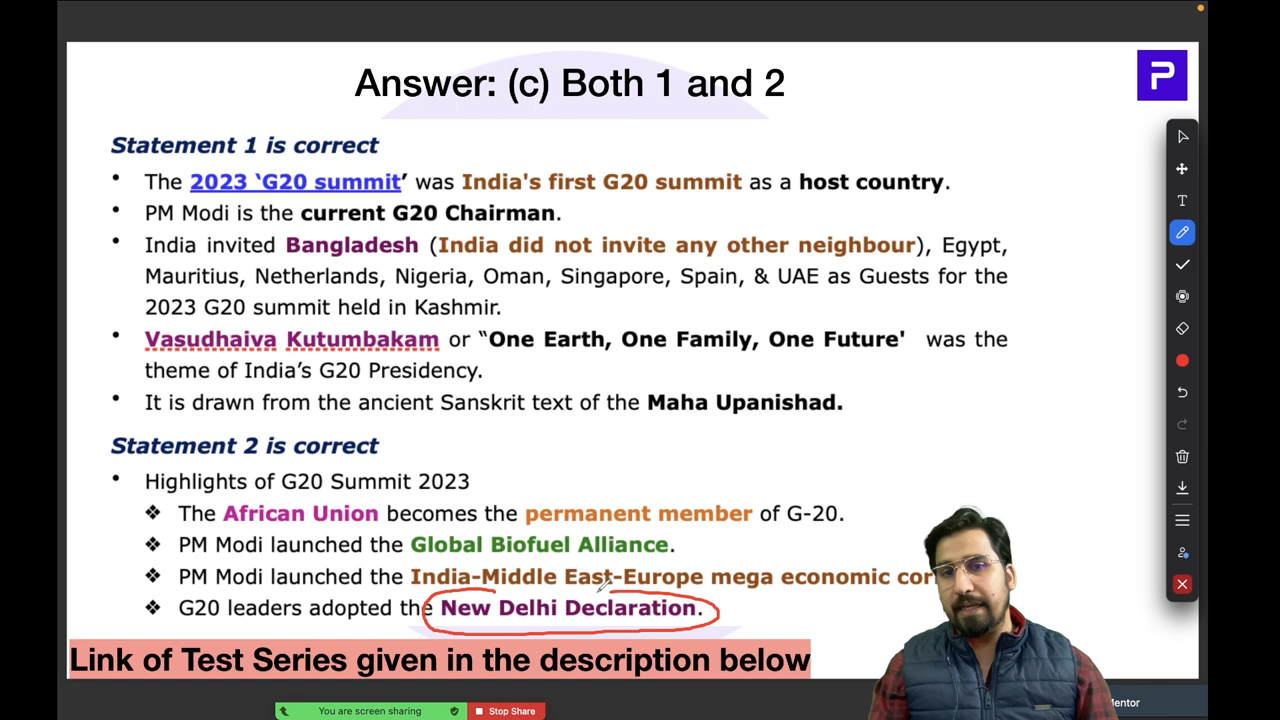 Answer: (c) Both 1 and 2
P
Statement 1 is correct
• The 2023 ‘G20 summit’ was India's first G20 summit as a host country.
• PM Modi is the current G20 Chairman.
• India invited Bangladesh (India did not invite any other neighbour), Egypt,
Mauritius, Netherlands, Nigeria, Oman, Singapore, Spain, & UAE as Guests for the
2023 G20 summit held in Kashmir.
• Vasudhaiva Kutumbakam or “One Earth, One Family, One Future' was the
theme of India’s G20 Presidency.
• It is drawn from the ancient Sanskrit text of the Maha Upanishad.
Statement 2 is correct
• Highlights of G20 Summit 2023
❖ The African Union becomes the permanent member of G-20.
❖ PM Modi launched the Global Biofuel Alliance.
❖ PM Modi launched the India-Middle East-Europe mega economic
❖ G20 leaders adopted the New Delhi Declaration.
Link of Test Series given in the description below
You are screen sharing
Stop Share
T